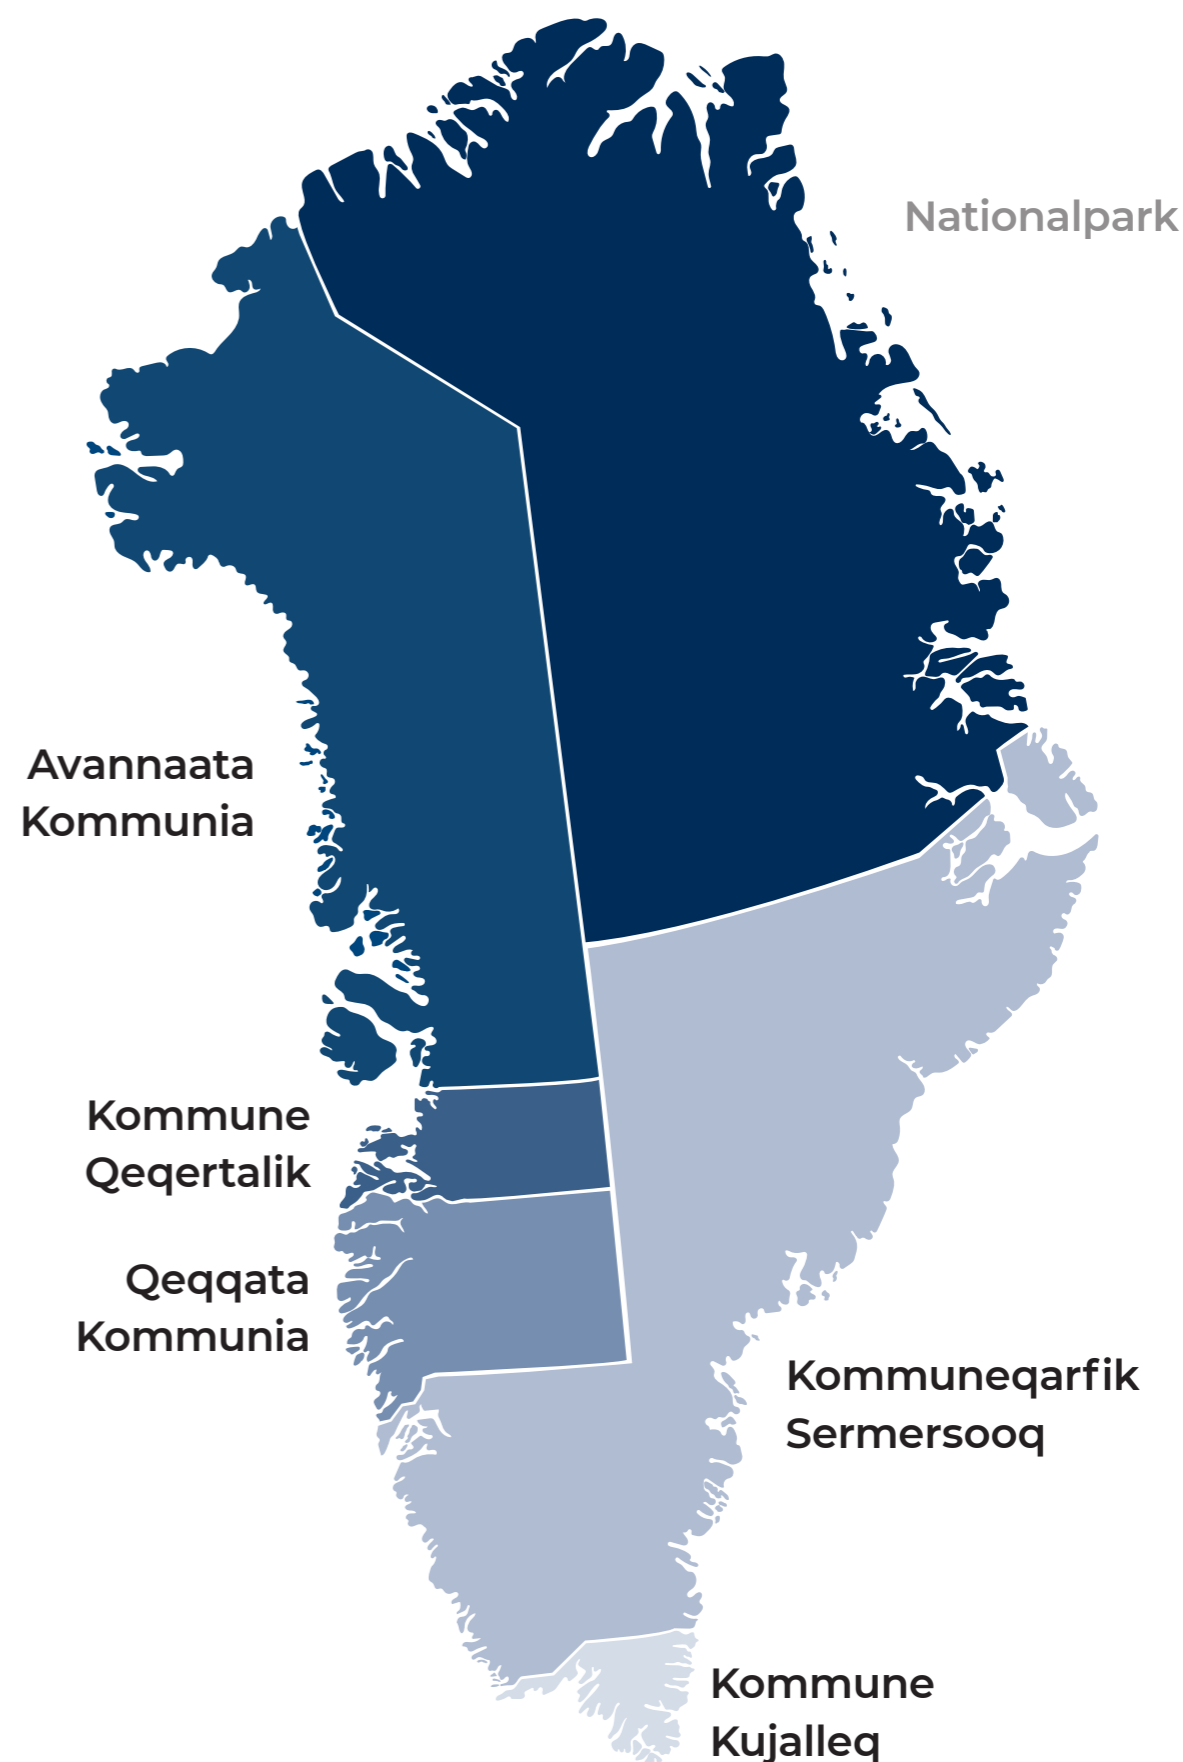 Nationalpark
Avannaata
Kommunia
Kommune
Qeqertalik
Qeqqata
Kommunia
Kommuneqarfik
Sermersooq
Kommune
Kujalleq